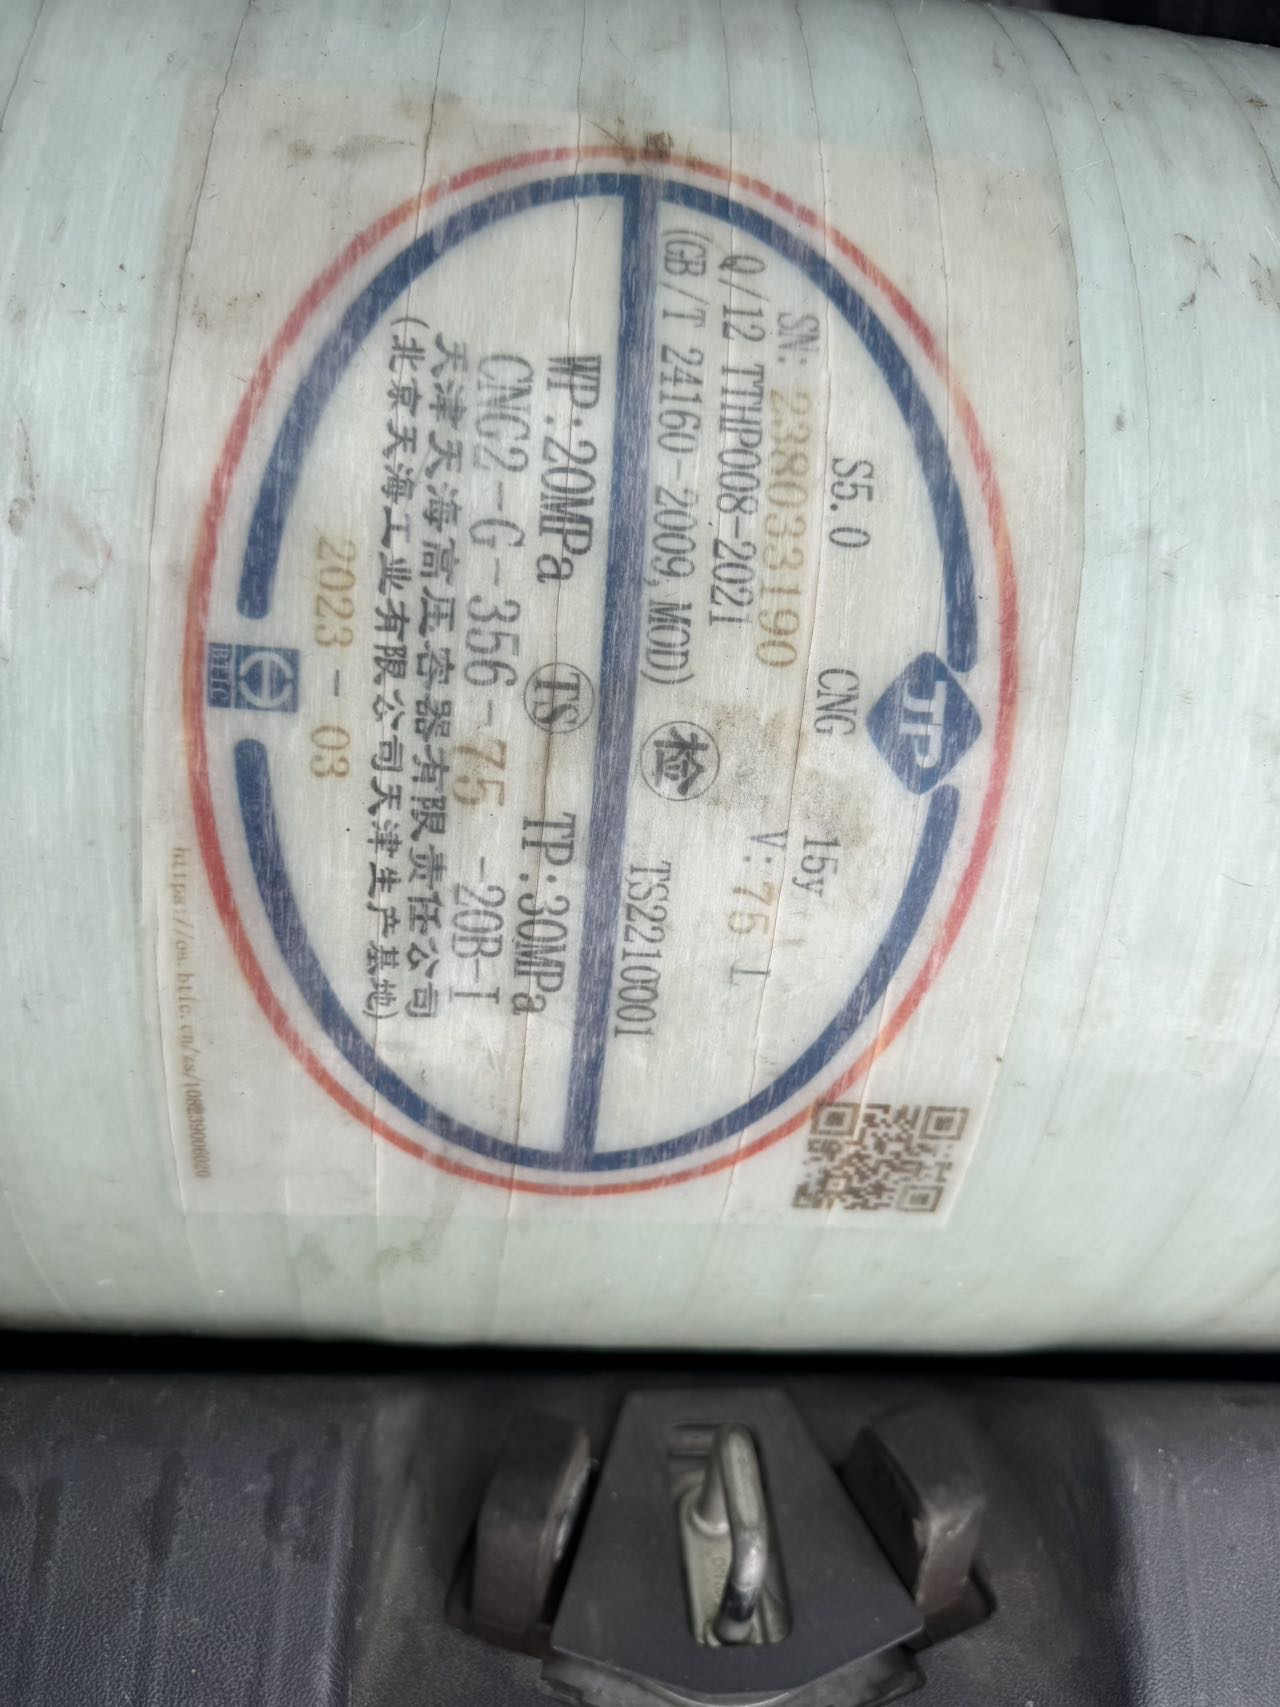 JP
S5.0 CNG 15y
SN: 238033190 V: 75 L
Q/12 TTHP008-2021
(GB/T 24160-2009, MOD) 检 TS2210001
WP:20MPa TS TP:30MPa
CNG2-G-356-75-20B-I
天津天海高压容器有限责任公司
(北京天海工业有限公司天津生产基地)
2023-03
BTIC